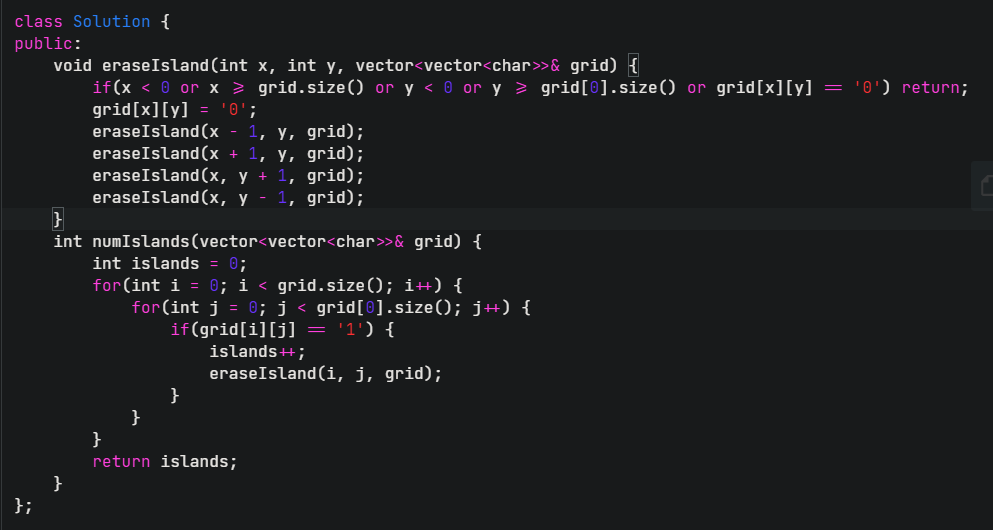 class Solution {
public:
    void eraseIsland(int x, int y, vector<vector<char>>& grid) {
        if(x < 0 or x >= grid.size() or y < 0 or y >= grid[0].size() or grid[x][y] == '0') return;
        grid[x][y] = '0';
        eraseIsland(x - 1, y, grid);
        eraseIsland(x + 1, y, grid);
        eraseIsland(x, y + 1, grid);
        eraseIsland(x, y - 1, grid);
    }
    int numIslands(vector<vector<char>>& grid) {
        int islands = 0;
        for(int i = 0; i < grid.size(); i++) {
            for(int j = 0; j < grid[0].size(); j++) {
                if(grid[i][j] == '1') {
                    islands++;
                    eraseIsland(i, j, grid);
                }
            }
        }
        return islands;
    }
};